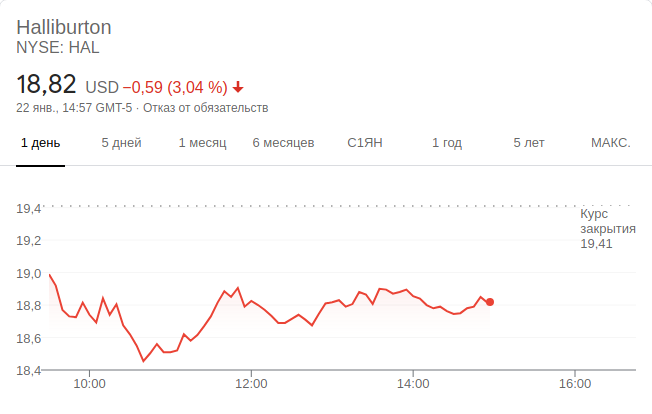 Halliburton
NYSE: HAL
18,82 USD −0,59 (3,04 %)
22 янв., 14:57 GMT-5 · Отказ от обязательств
1 день 5 дней 1 месяц 6 месяцев С1ЯН 1 год 5 лет МАКС.
19,4
Курс
закрытия
19,41
19,2
19,0
18,8
18,6
18,4
10:00 12:00 14:00 16:00